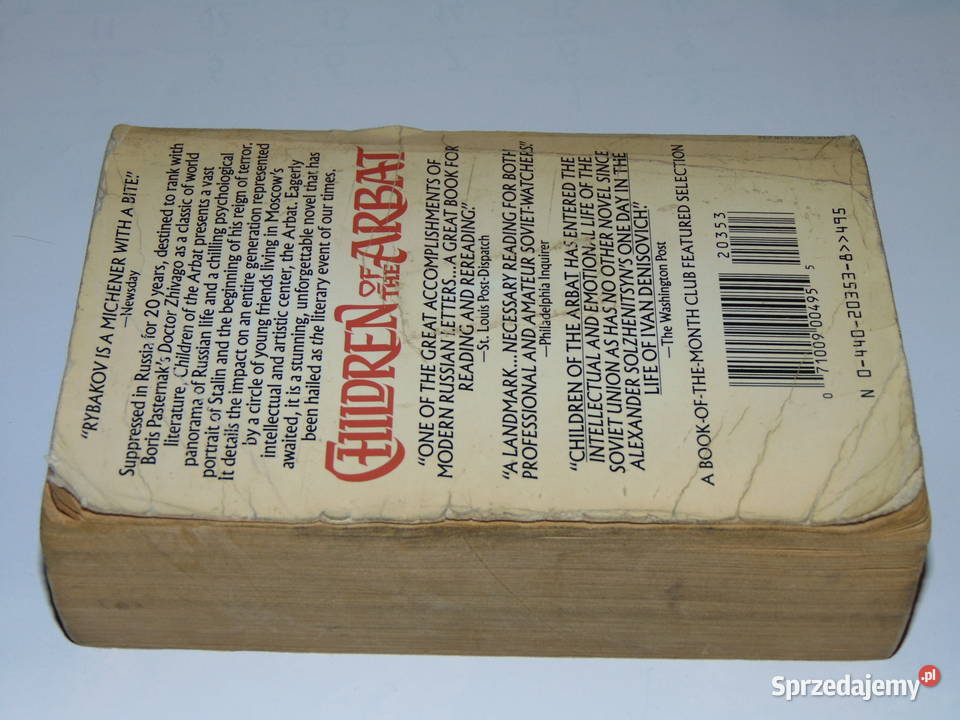 "RYBAKOV IS A MICHENER WITH A BITE!"
—Newsday
Suppressed in Russia for 20 years, destined to rank with
Boris Pasternak's Doctor Zhivago as a classic of world
literature, Children of the Arbat presents a vast
panorama of Russian life and a chilling psychological
portrait of Stalin and the beginning of his reign of terror.
It details the impact on an entire generation represented
by a circle of young friends living in Moscow's
intellectual and artistic center, the Arbat. Eagerly
awaited, it is a stunning, unforgettable novel that has
been hailed as the literary event of our times.
CHILDREN OF THE ARBAT
"ONE OF THE GREAT ACCOMPLISHMENTS OF
MODERN RUSSIAN LETTERS...A GREAT BOOK FOR
READING AND REREADING."
—St. Louis Post-Dispatch
"A LANDMARK...NECESSARY READING FOR BOTH
PROFESSIONAL AND AMATEUR SOVIET-WATCHERS."
—Philadelphia Inquirer
"CHILDREN OF THE ARBAT HAS ENTERED THE
INTELLECTUAL AND EMOTIONAL LIFE OF THE
SOVIET UNION AS HAS NO OTHER NOVEL SINCE
ALEXANDER SOLZHENITSYN'S ONE DAY IN THE
LIFE OF IVAN DENISOVICH."
—The Washington Post
A BOOK-OF-THE-MONTH CLUB FEATURED SELECTION
20353
0 71009 00495 5
N 0-440-20353-8>>495
Sprzedajemy.pl